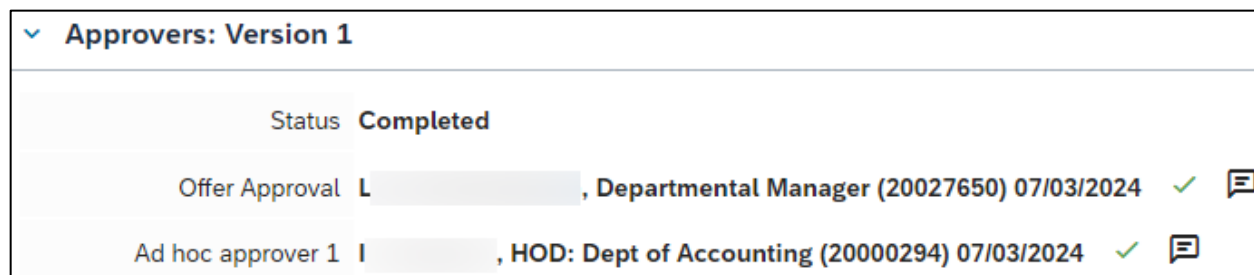 Approvers: Version 1
Status Completed
Offer Approval L , Departmental Manager (20027650) 07/03/2024
Ad hoc approver 1 I , HOD: Dept of Accounting (20000294) 07/03/2024